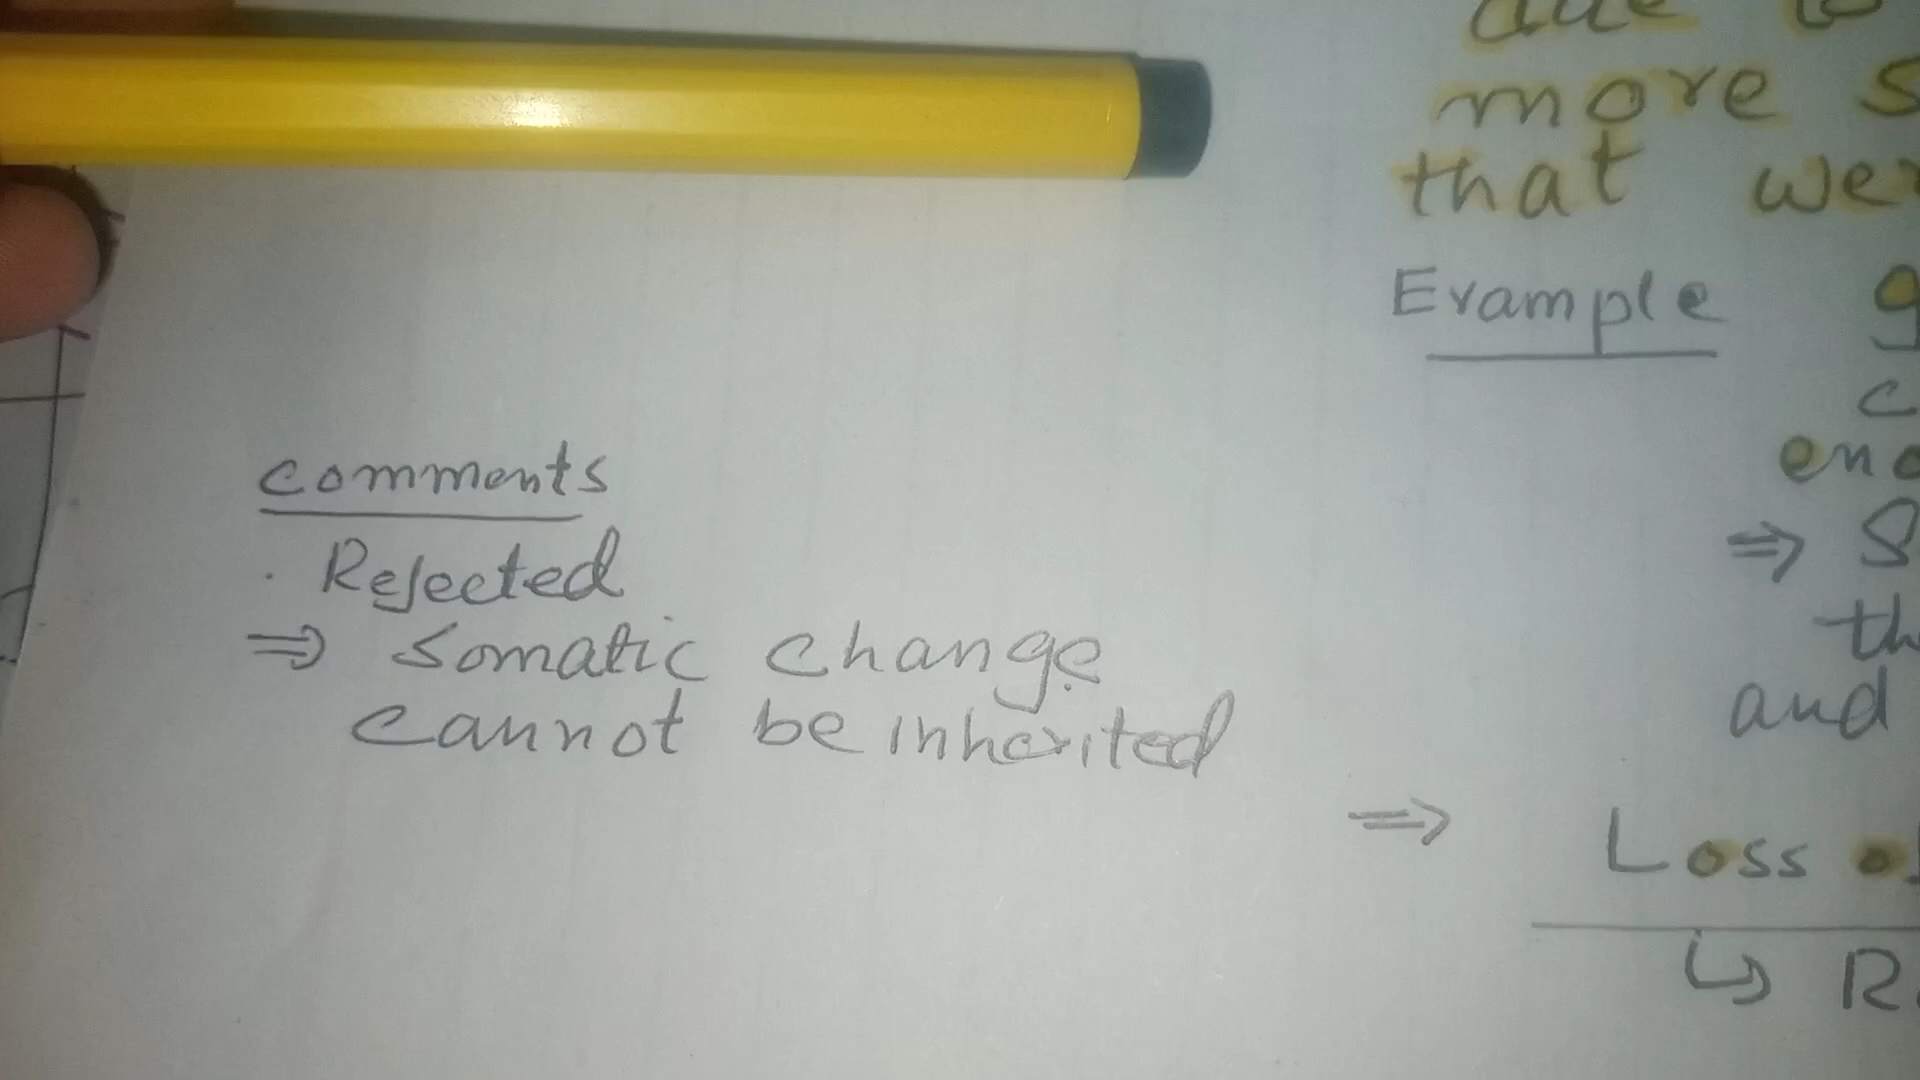 comments
. Rejected
⇒ Somatic change
cannot be inherited
more
that
Example
⇒
and
⇒
Loss
↳